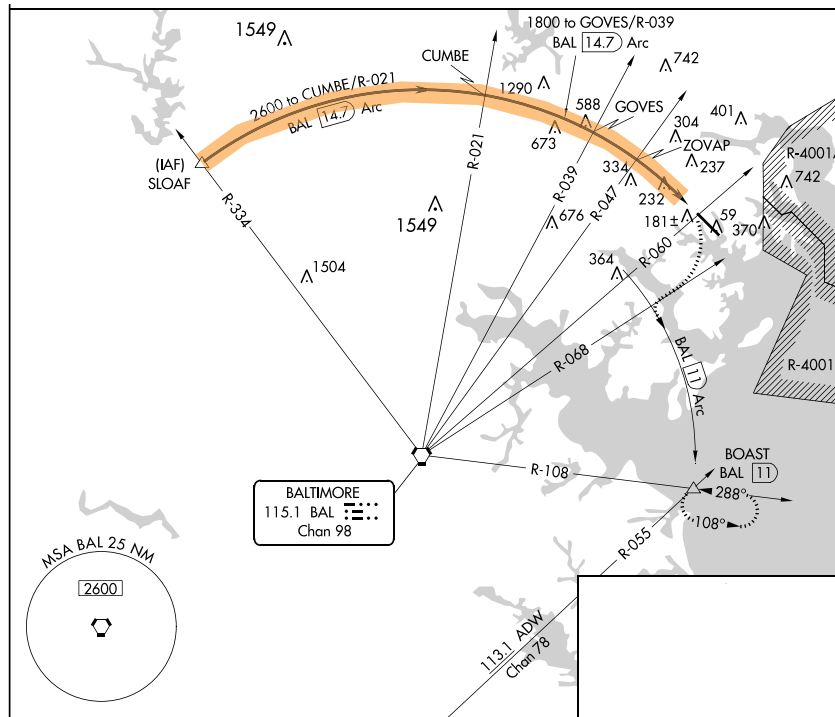 1549
1800 to GOVES/R-039
BAL 14.7 Arc
CUMBE
742
2600 to CUMBE/R-021
BAL 14.7 Arc
1290
588
GOVES
401
673
304
ZOVAP
R-4001A
(IAF)
SLOAF
R-021
R-039
334
237
742
R-334
R-047
232
1549
676
181±
59
370
R-060
1504
364
R-068
BAL 11 Arc
R-4001
BOAST
BAL 11
R-108
288°
108°
BALTIMORE
115.1 BAL
Chan 98
R-055
MSA BAL 25 NM
2600
113.1 ADW
Chan 78